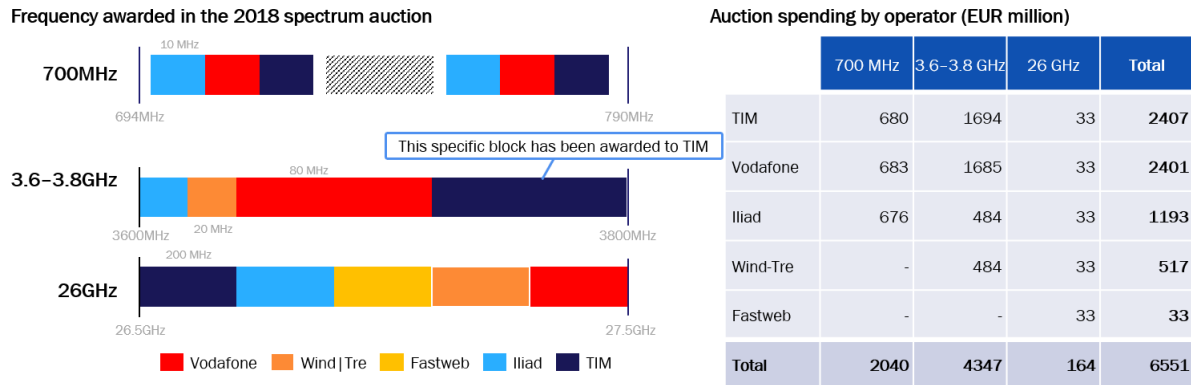 Frequency awarded in the 2018 spectrum auction
10 MHz
700MHz
694MHz
790MHz
This specific block has been awarded to TIM
80 MHz
3.6–3.8GHz
20 MHz
3600MHz
3800MHz
200 MHz
26GHz
26.5GHz
27.5GHz
Vodafone Wind|Tre Fastweb Iliad TIM
Auction spending by operator (EUR million)
700 MHz 3.6–3.8 GHz 26 GHz Total
TIM 680 1694 33 2407
Vodafone 683 1685 33 2401
Iliad 676 484 33 1193
Wind-Tre - 484 33 517
Fastweb - - 33 33
Total 2040 4347 164 6551